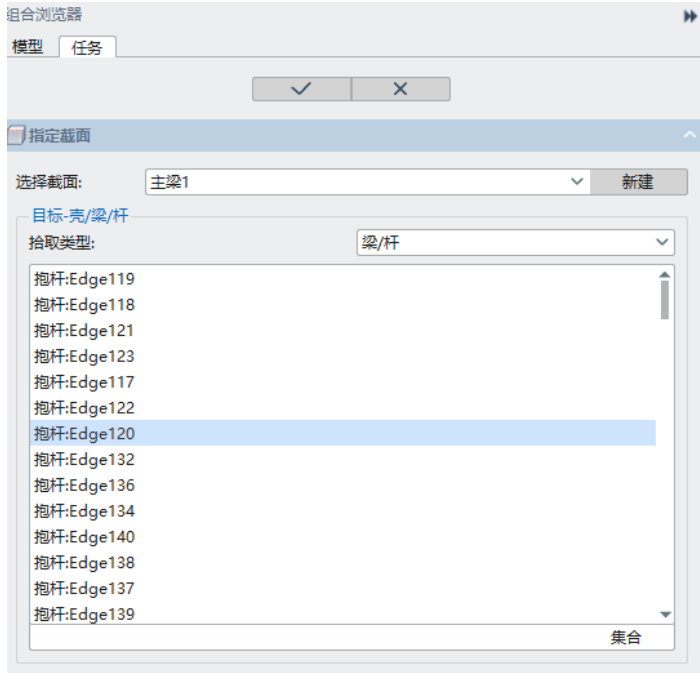 组合浏览器
模型 任务
指定截面
选择截面: 主梁1 新建
目标-壳/梁/杆
拾取类型: 梁/杆
抱杆:Edge119
抱杆:Edge118
抱杆:Edge121
抱杆:Edge123
抱杆:Edge117
抱杆:Edge122
抱杆:Edge120
抱杆:Edge132
抱杆:Edge136
抱杆:Edge134
抱杆:Edge140
抱杆:Edge138
抱杆:Edge137
抱杆:Edge139
集合